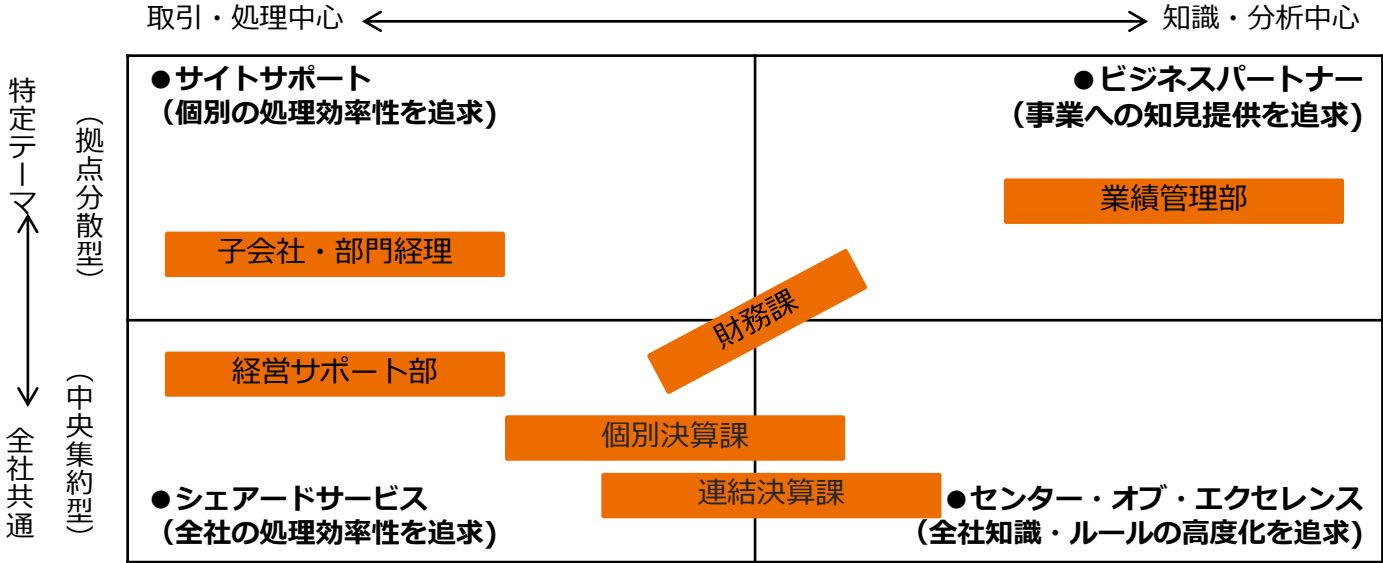 取引・処理中心
知識・分析中心
特定テーマ
(拠点分散型)
●サイトサポート
(個別の処理効率性を追求)
●ビジネスパートナー
(事業への知見提供を追求)
業績管理部
子会社・部門経理
財務課
全社共通
(中央集約型)
経営サポート部
個別決算課
連結決算課
●シェアードサービス
(全社の処理効率性を追求)
●センター・オブ・エクセレンス
(全社知識・ルールの高度化を追求)